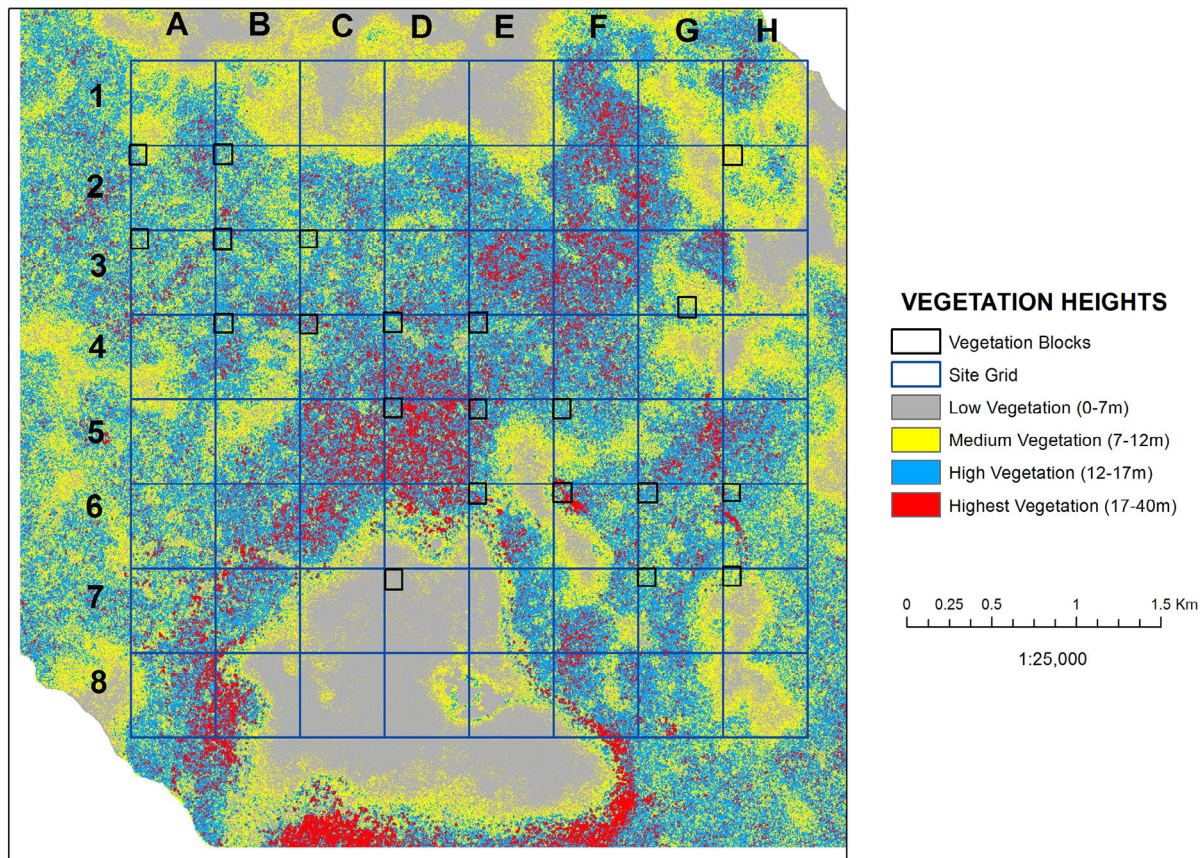 A B C D E F G H
1
2
3
4
5
6
7
8
VEGETATION HEIGHTS
Vegetation Blocks
Site Grid
Low Vegetation (0-7m)
Medium Vegetation (7-12m)
High Vegetation (12-17m)
Highest Vegetation (17-40m)
0 0.25 0.5 1 1.5 Km
1:25,000